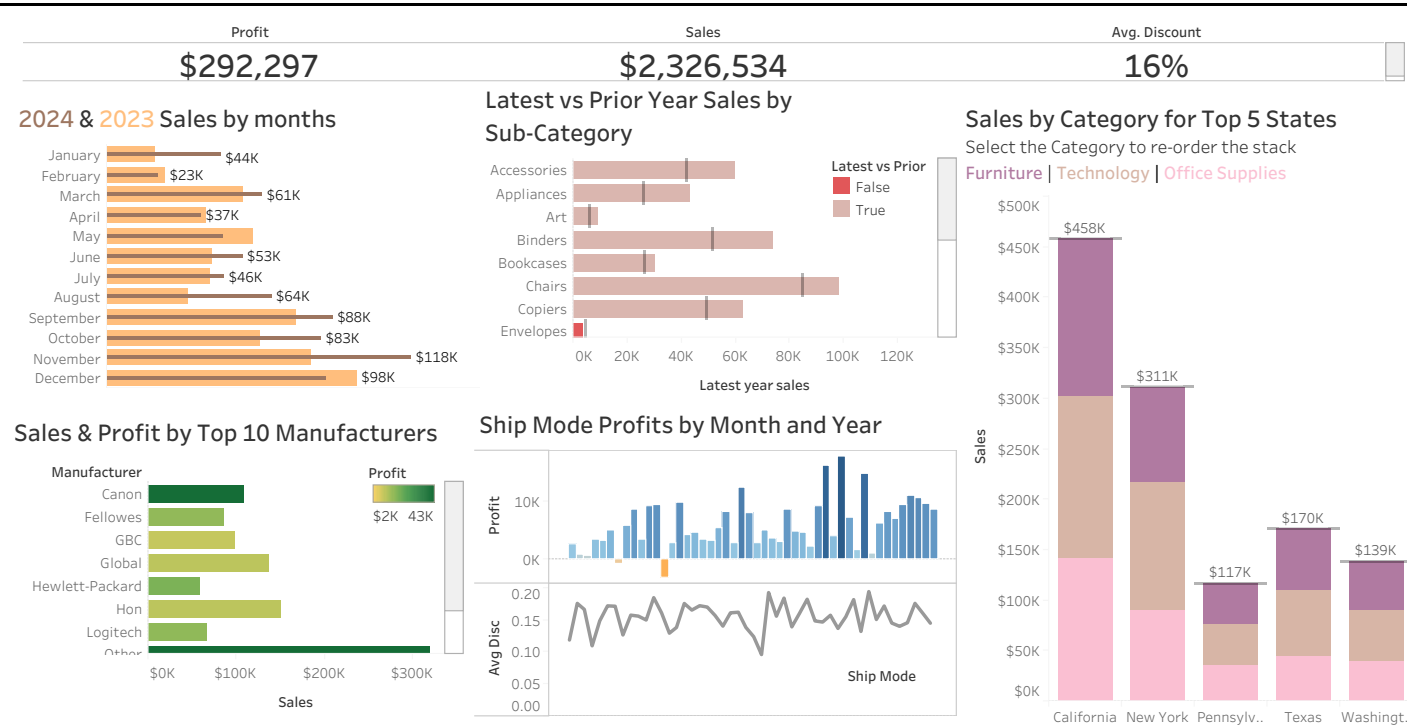 Profit
$292,297
Sales
$2,326,534
Avg. Discount
16%
2024 & 2023 Sales by months
January
$44K
February
$23K
March
$61K
April
$37K
May
June
$53K
July
$46K
August
$64K
September
$88K
October
$83K
November
$118K
December
$98K
Latest vs Prior Year Sales by
Sub-Category
Accessories
Appliances
Art
Binders
Bookcases
Chairs
Copiers
Envelopes
Latest vs Prior
False
True
0K
20K
40K
60K
80K
100K
120K
Latest year sales
Sales by Category for Top 5 States
Select the Category to re-order the stack
Furniture | Technology | Office Supplies
Sales
$500K
$450K
$400K
$350K
$300K
$250K
$200K
$150K
$100K
$50K
$0K
$458K
$311K
$117K
$170K
$139K
California
New York
Pennsylv..
Texas
Washingt.
Sales & Profit by Top 10 Manufacturers
Manufacturer
Canon
Fellowes
GBC
Global
Hewlett-Packard
Hon
Logitech
Other
Profit
$2K
43K
$0K
$100K
$200K
$300K
Sales
Ship Mode Profits by Month and Year
Profit
10K
0K
Avg Disc
0.20
0.15
0.10
0.05
0.00
Ship Mode